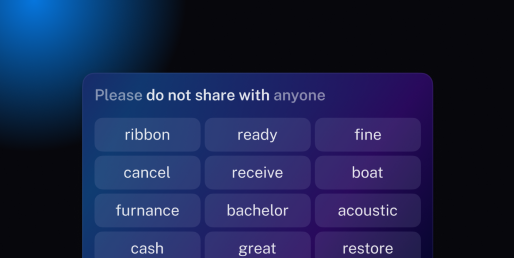 Please do not share with anyone
ribbon ready fine
cancel receive boat
furnance bachelor acoustic
cash great restore